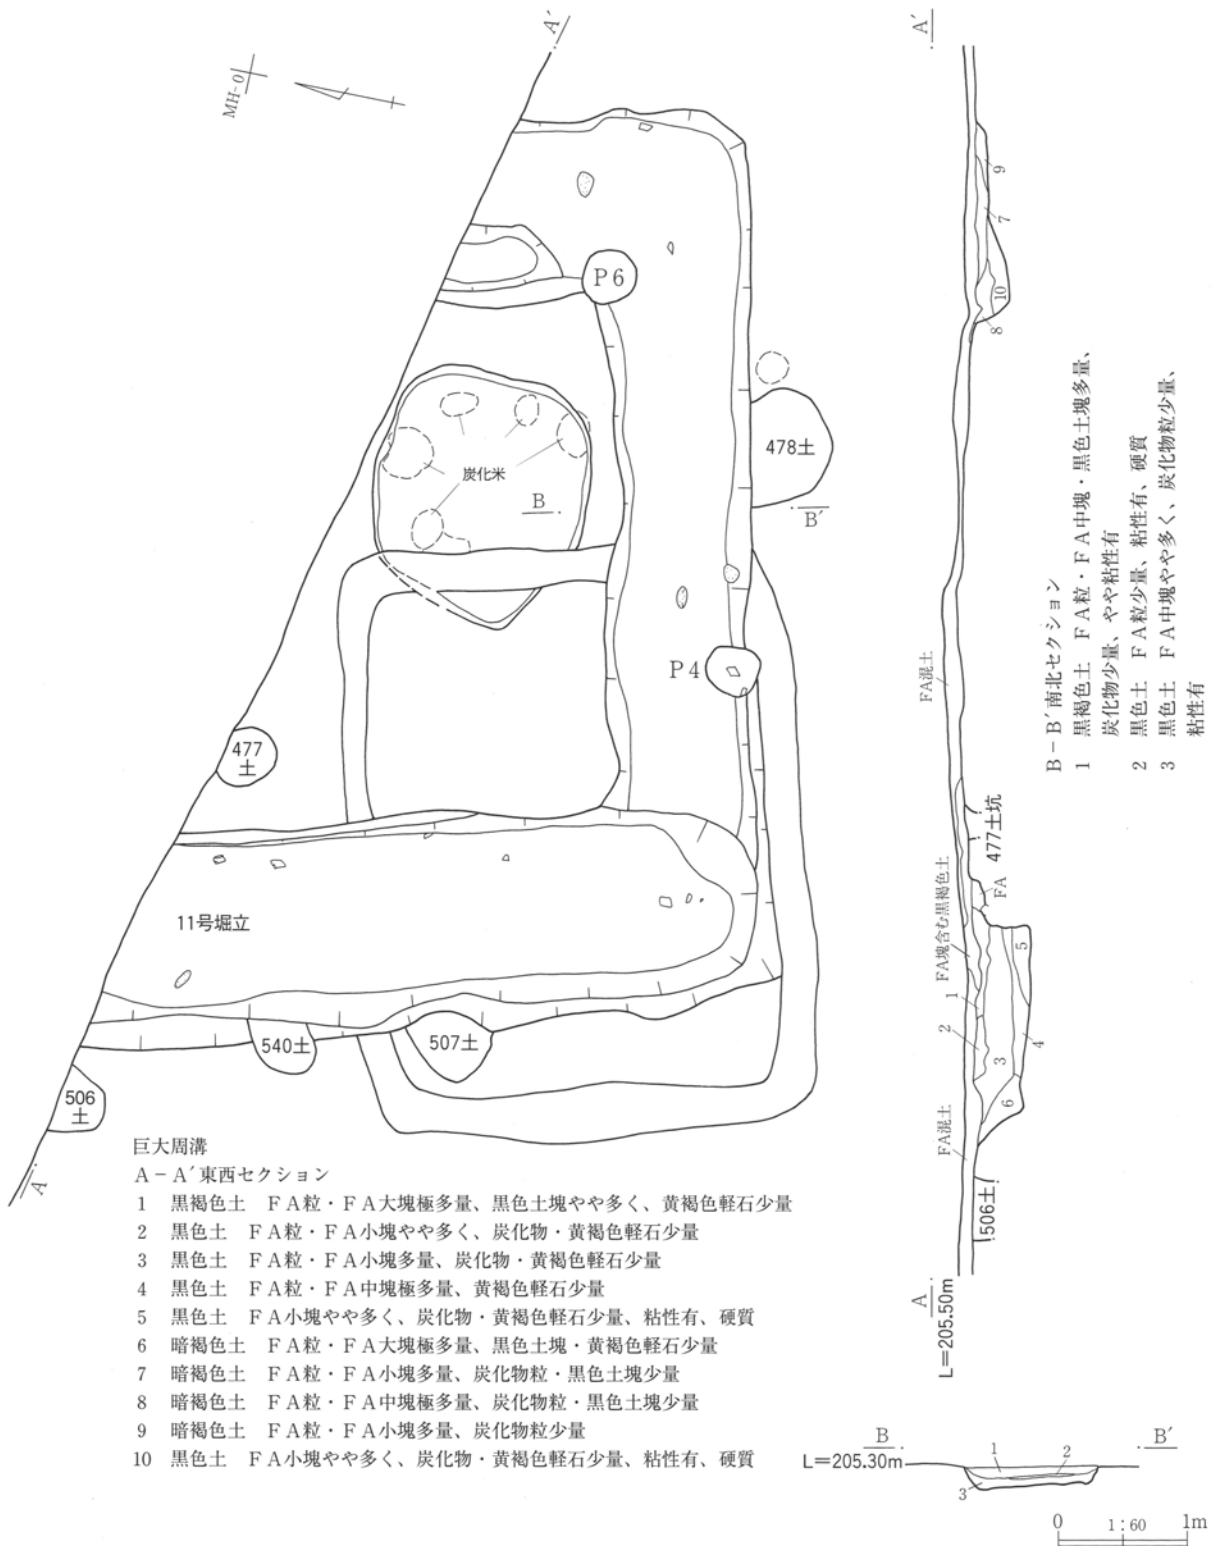 A′
A′
MH-0
P6
478土
炭化米
B
B′
P4
477
土
11号堀立
540土
507土
506
土
A
9
7
10
8
FA混土
477土坑
FA
FA塊含む黒褐色土
5
1
2
3
4
6
FA混土
506土
A
L=205.50m
B－B′南北セクション
1 黒褐色土 FA粒・FA中塊・黒色土塊多量、
炭化物少量、やや粘性有
2 黒色土 FA粒少量、粘性有、硬質
3 黒色土 FA中塊やや多く、炭化物粒少量、
粘性有
巨大周溝
A－A′東西セクション
1 黒褐色土 FA粒・FA大塊極多量、黒色土塊やや多く、黄褐色軽石少量
2 黒色土 FA粒・FA小塊やや多く、炭化物・黄褐色軽石少量
3 黒色土 FA粒・FA小塊多量、炭化物・黄褐色軽石少量
4 黒色土 FA粒・FA中塊極多量、黄褐色軽石少量
5 黒色土 FA小塊やや多く、炭化物・黄褐色軽石少量、粘性有、硬質
6 暗褐色土 FA粒・FA大塊極多量、黒色土塊・黄褐色軽石少量
7 暗褐色土 FA粒・FA小塊多量、炭化物粒・黒色土塊少量
8 暗褐色土 FA粒・FA中塊極多量、炭化物粒・黒色土塊少量
9 暗褐色土 FA粒・FA小塊多量、炭化物粒少量
10 黒色土 FA小塊やや多く、炭化物・黄褐色軽石少量、粘性有、硬質
B
B′
L=205.30m
1
2
3
0 1:60 1m